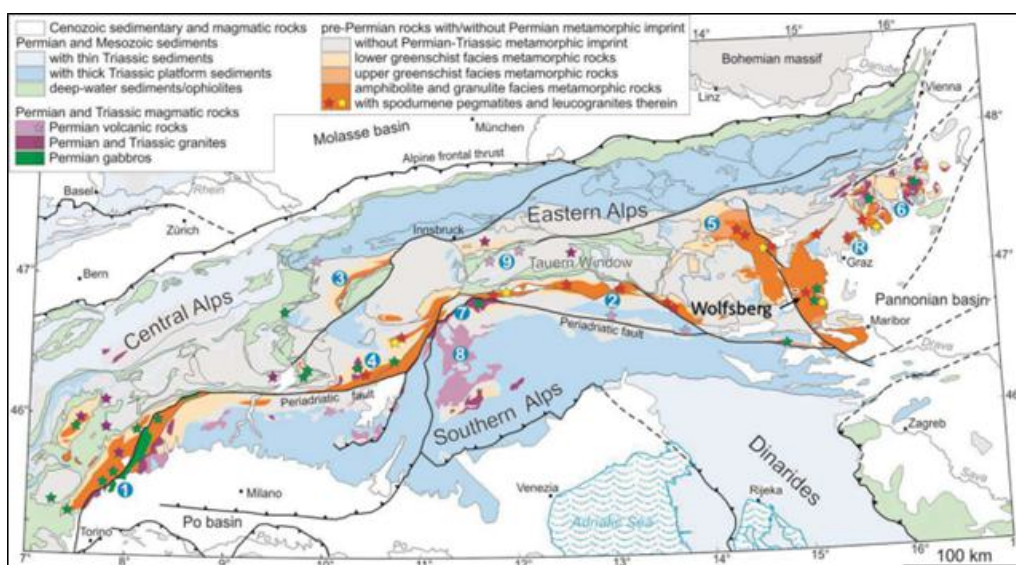 Cenozoic sedimentary and magmatic rocks
Permian and Mesozoic sediments
with thin Triassic sediments
with thick Triassic platform sediments
deep-water sediments/ophiolites
Permian and Triassic magmatic rocks
Permian volcanic rocks
Permian and Triassic granites
Permian gabbros
pre-Permian rocks with/without Permian metamorphic imprint
without Permian-Triassic metamorphic imprint
lower greenschist facies metamorphic rocks
upper greenschist facies metamorphic rocks
amphibolite and granulite facies metamorphic rocks
with spodumene pegmatites and leucogranites therein
14°
15°
16°
Bohemian massif
Danube
Linz
Vienna
48°
Molasse basin
München
Alpine frontal thrust
Basel
Rhein
Zürich
Innsbruck
Eastern Alps
5
6
R
Graz
47°
Bern
3
9
Tauern Window
47°
Central Alps
Wolfsberg
Pannonian basin
7
2
Periadriatic fault
Maribor
Drava
4
8
46°
Periadriatic fault
Southern Alps
Sava
Zagreb
46°
Sava
1
Milano
Venezia
Dinarides
Rijeka
Po basin
Adriatic Sea
Torino
Po
7°
8°
9°
10°
11°
12°
13°
14°
15°
16°
100 km